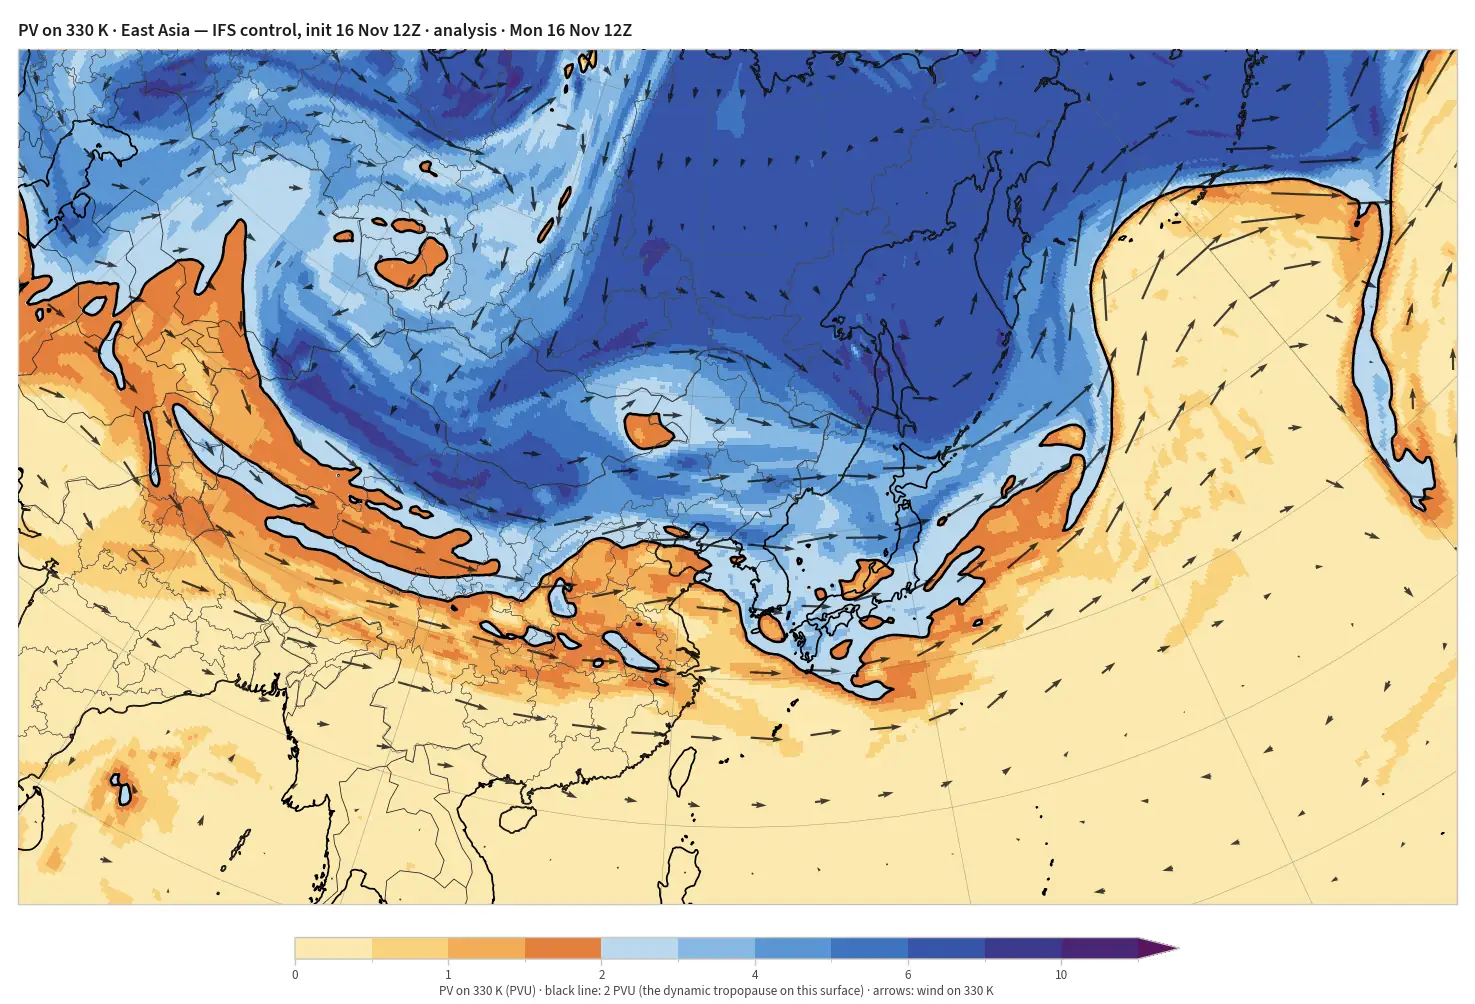 PV on 330 K · East Asia — IFS control, init 16 Nov 12Z · analysis · Mon 16 Nov 12Z
0 1 2 4 6 10
PV on 330 K (PVU) · black line: 2 PVU (the dynamic tropopause on this surface) · arrows: wind on 330 K